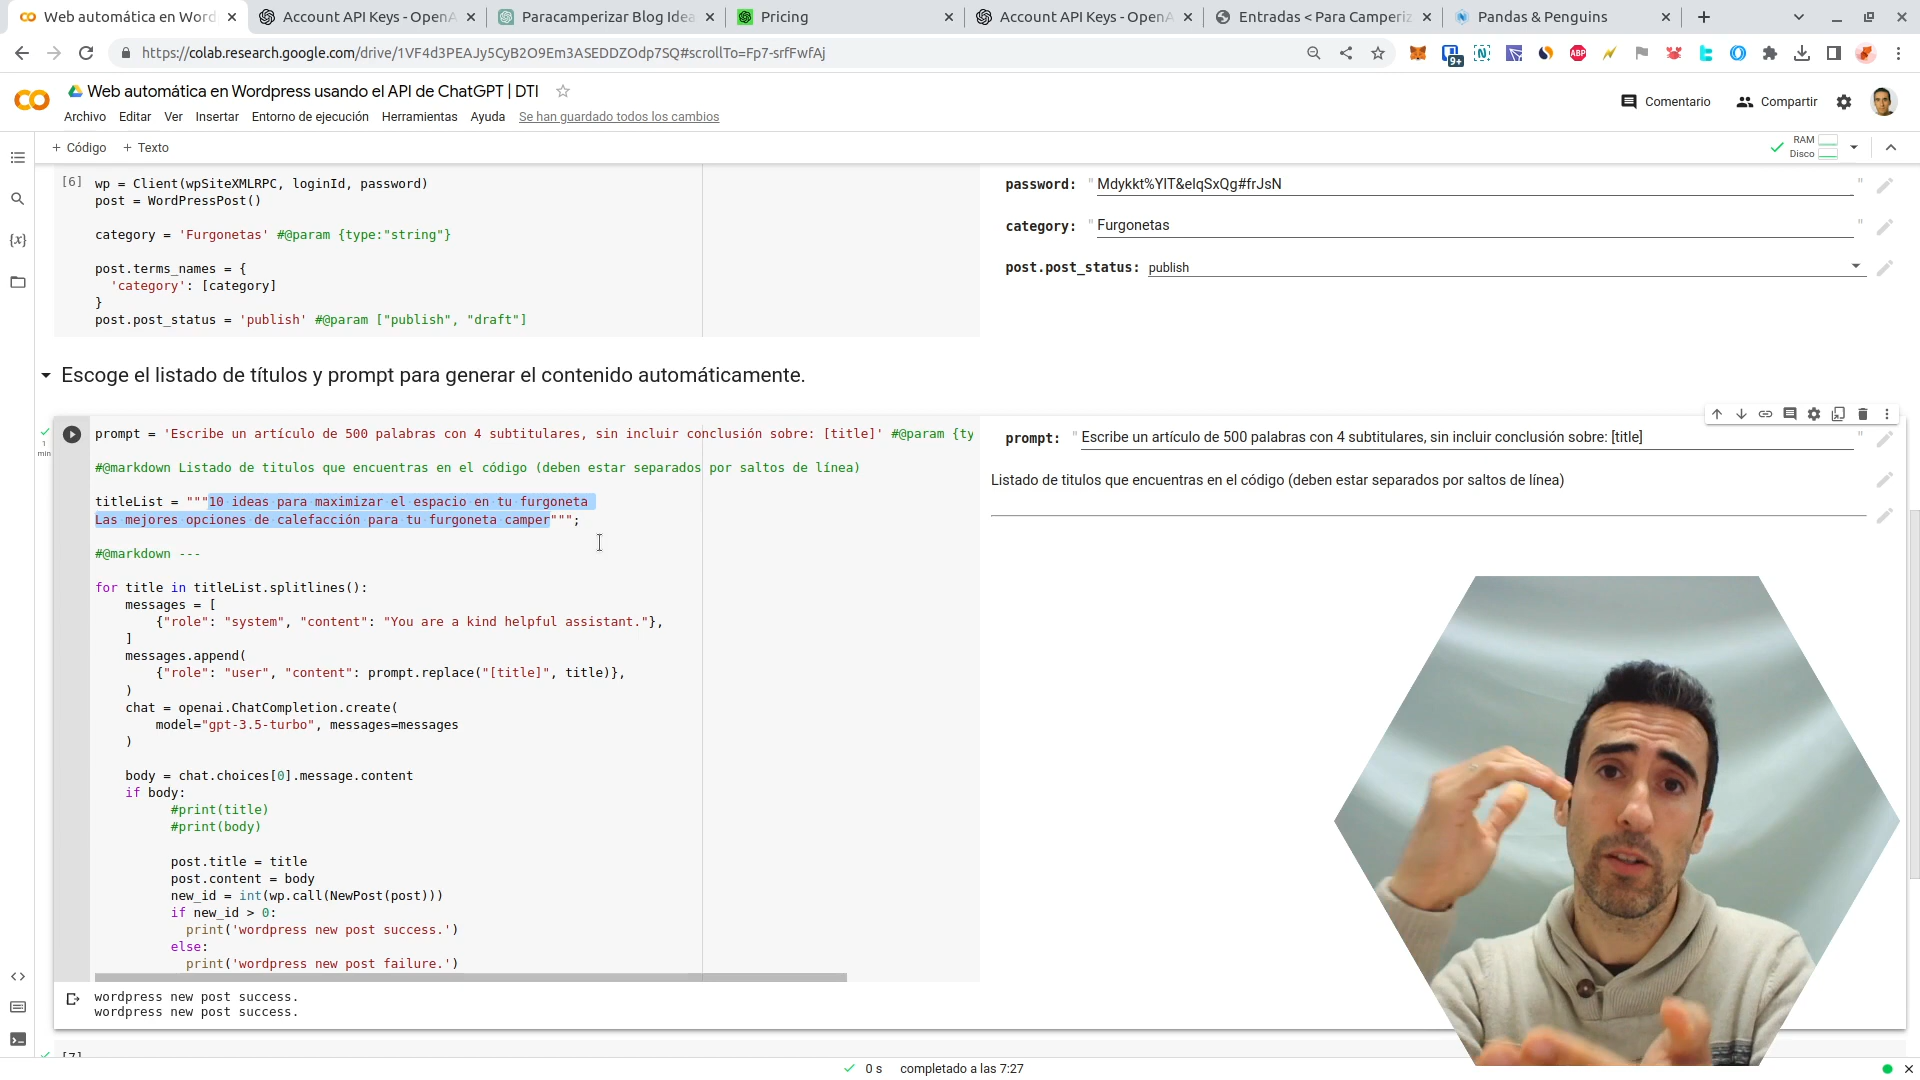 Web automática en Word
Account API Keys - OpenA
Paracamperizar Blog Idea
Pricing
Account API Keys - OpenA
Entradas < Para Camperiz
Pandas & Penguins
https://colab.research.google.com/drive/1VF4d3PEAJy5CyB2O9Em3ASEDDZOdp7SQ#scrollTo=Fp7-srfFwfAj
9+
ABP
Web automática en Wordpress usando el API de ChatGPT | DTI
Comentario
Compartir
Archivo Editar Ver Insertar Entorno de ejecución Herramientas Ayuda Se han guardado todos los cambios
+ Código + Texto
RAM
Disco
[6]
wp = Client(wpSiteXMLRPC, loginId, password)
post = WordPressPost()
category = 'Furgonetas' #@param {type:"string"}
post.terms_names = {
'category': [category]
}
post.post_status = 'publish' #@param ["publish", "draft"]
password: "Mdykkt%YlT&elqSxQg#frJsN"
category: "Furgonetas"
post.post_status: publish
Escoge el listado de títulos y prompt para generar el contenido automáticamente.
1
min
prompt = 'Escribe un artículo de 500 palabras con 4 subtitulares, sin incluir conclusión sobre: [title]' #@param {ty
#@markdown Listado de titulos que encuentras en el código (deben estar separados por saltos de línea)
titleList = """10 ideas para maximizar el espacio en tu furgoneta
Las mejores opciones de calefacción para tu furgoneta camper""";
#@markdown ---
for title in titleList.splitlines():
messages = [
{"role": "system", "content": "You are a kind helpful assistant."},
]
messages.append(
{"role": "user", "content": prompt.replace("[title]", title)},
)
chat = openai.ChatCompletion.create(
model="gpt-3.5-turbo", messages=messages
)
body = chat.choices[0].message.content
if body:
#print(title)
#print(body)
post.title = title
post.content = body
new_id = int(wp.call(NewPost(post)))
if new_id > 0:
print('wordpress new post success.')
else:
print('wordpress new post failure.')
prompt: "Escribe un artículo de 500 palabras con 4 subtitulares, sin incluir conclusión sobre: [title]"
Listado de titulos que encuentras en el código (deben estar separados por saltos de línea)
wordpress new post success.
wordpress new post success.
[7]
0 s completado a las 7:27